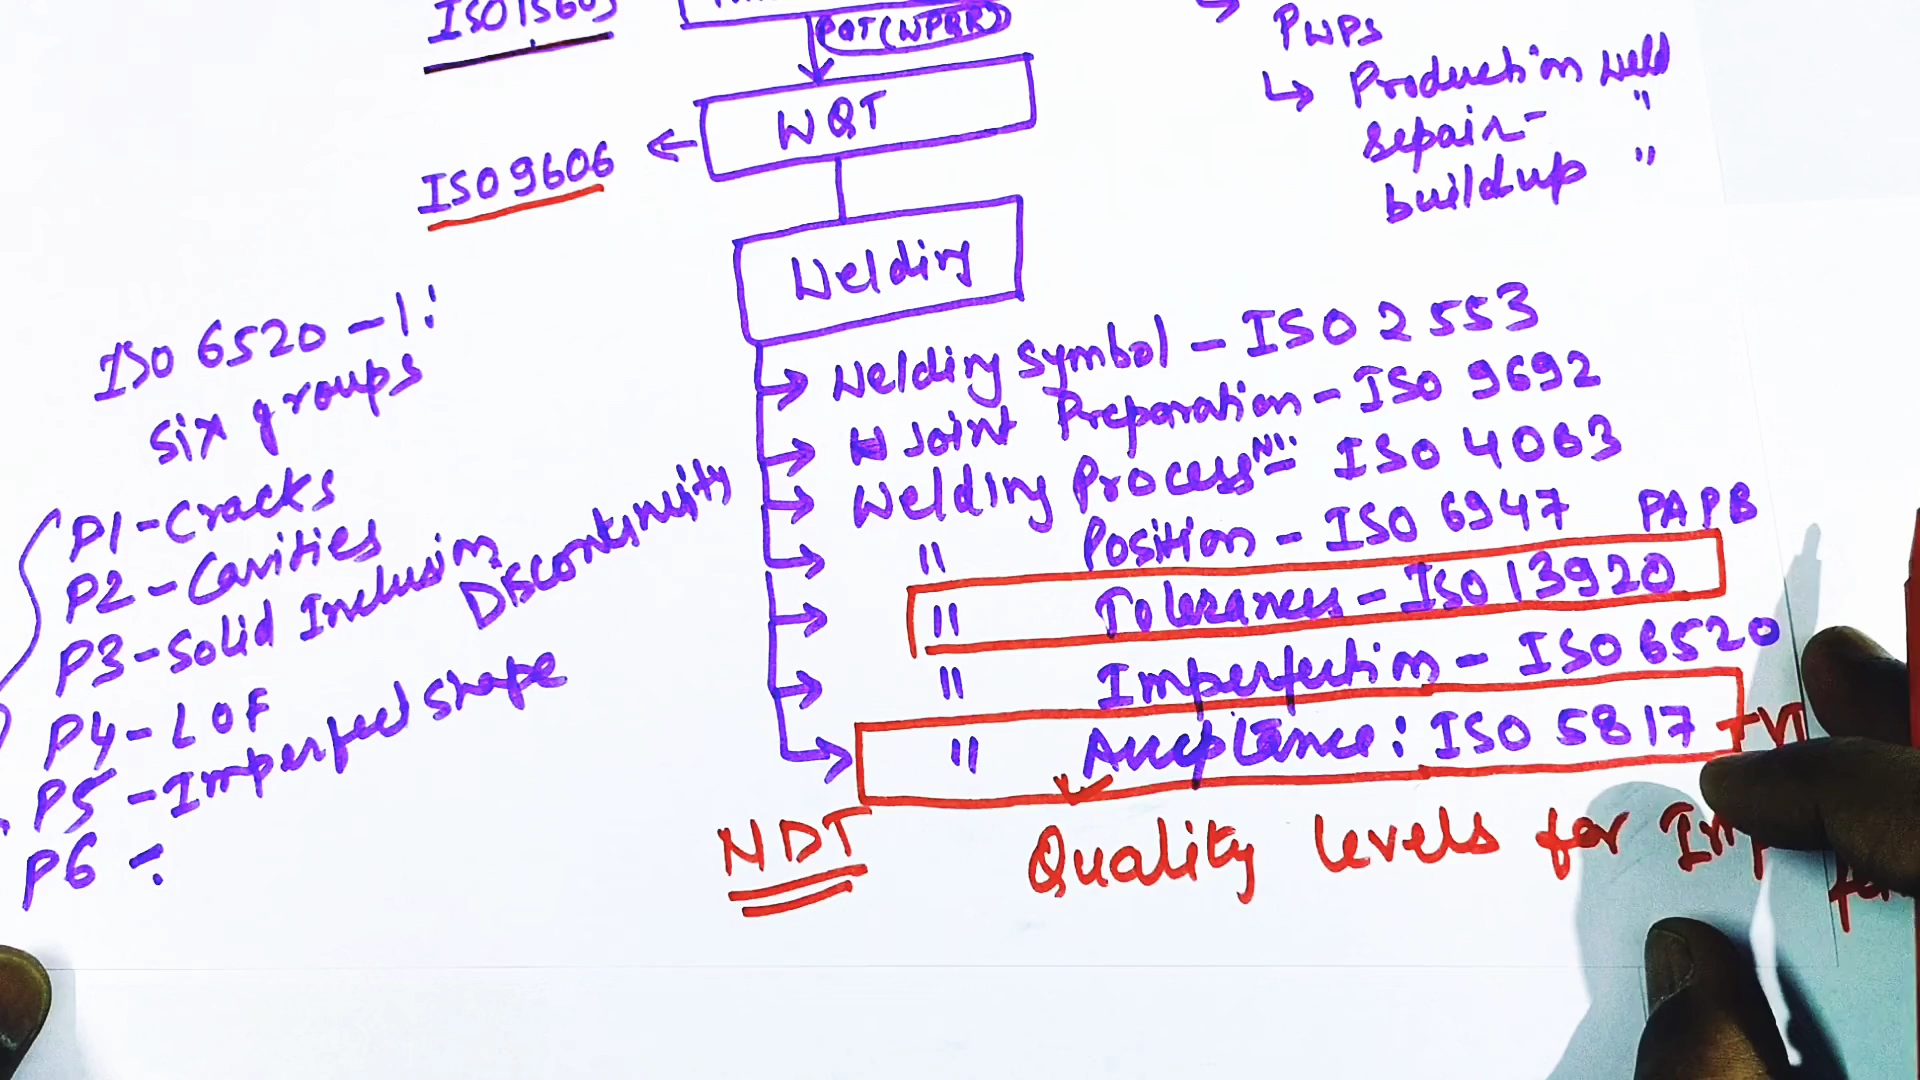 PQT(WPQR)
PWPS
↳ Production weld
repair- "
buildup "
WQT
ISO 9606
Welding
ISO 6520-1:
six groups
P1-Cracks
P2-Cavities
P3-Solid Inclusion
P4-LOF
P5-Imperfect shape
P6 -:
Discontinuity
Welding symbol - ISO 2553
Joint Preparation - ISO 9692
Welding Process N: - ISO 4063
" Position - ISO 6947 PA PB
" Tolerances - ISO 13920
" Imperfection - ISO 6520
" Acceptance: ISO 5817
NDT
Quality levels for